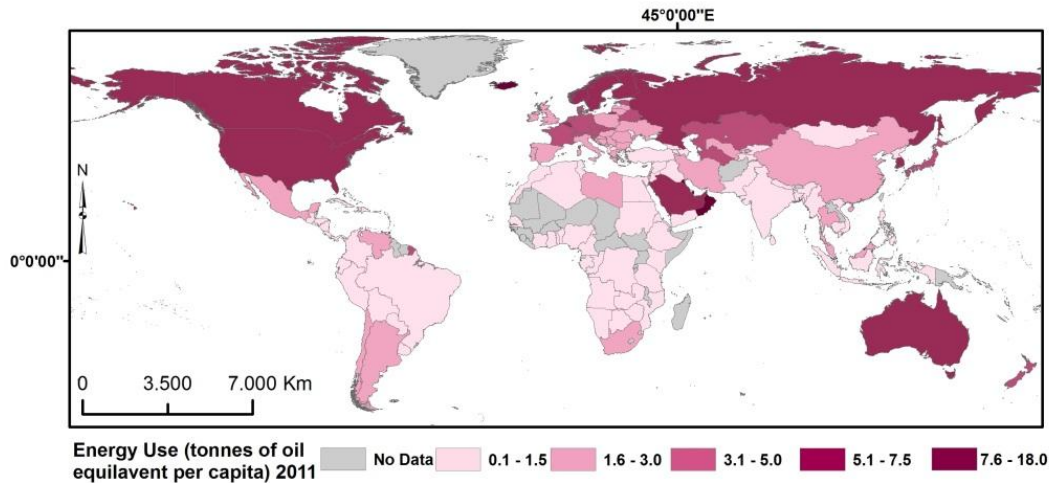 45°0'00"E
N
0°0'00"
0 3.500 7.000 Km
Energy Use (tonnes of oil
equilavent per capita) 2011
No Data 0.1 - 1.5 1.6 - 3.0 3.1 - 5.0 5.1 - 7.5 7.6 - 18.0